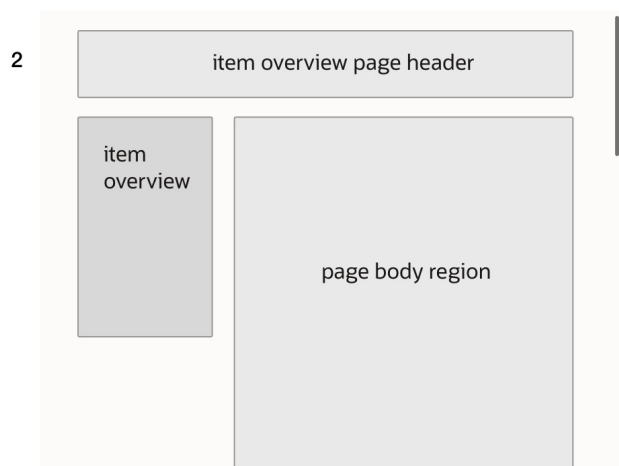 2
item overview page header
item
overview
page body region